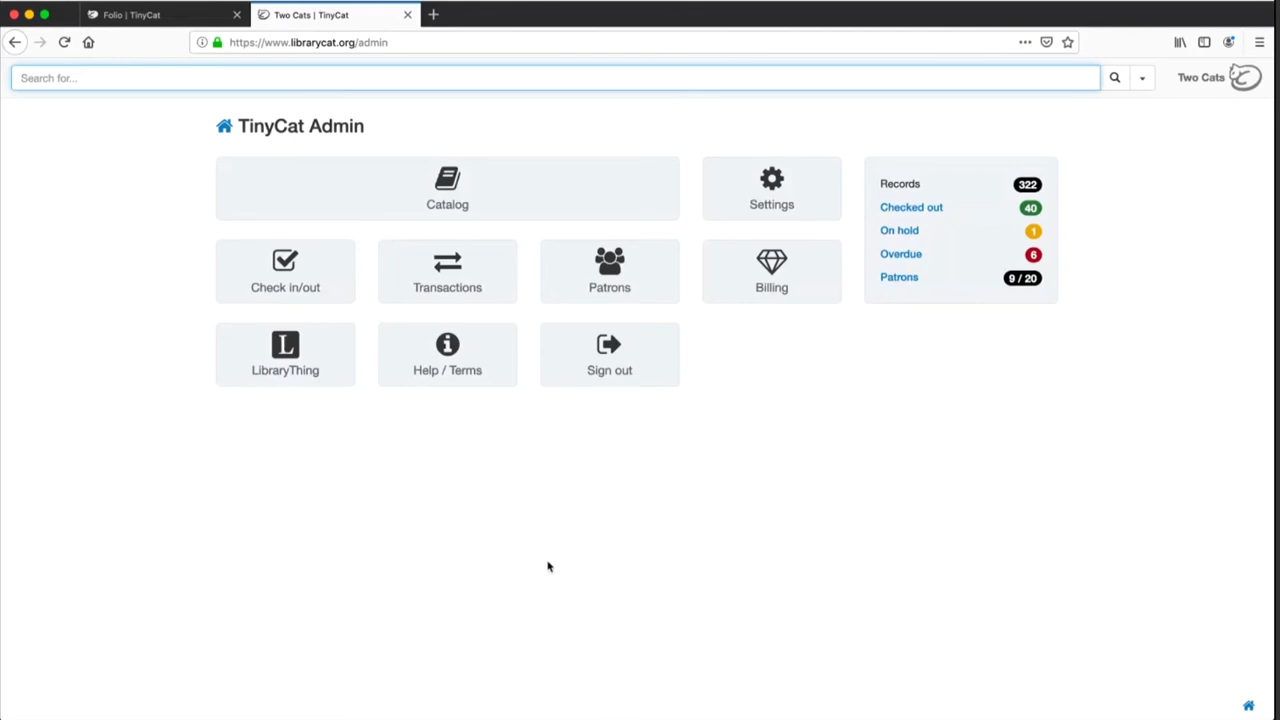 Folio | TinyCat
Two Cats | TinyCat
https://www.librarycat.org/admin
Search for...
Two Cats
TinyCat Admin
Catalog
Settings
Records 322
Checked out 40
On hold 1
Overdue 6
Patrons 9 / 20
Check in/out
Transactions
Patrons
Billing
L
LibraryThing
Help / Terms
Sign out